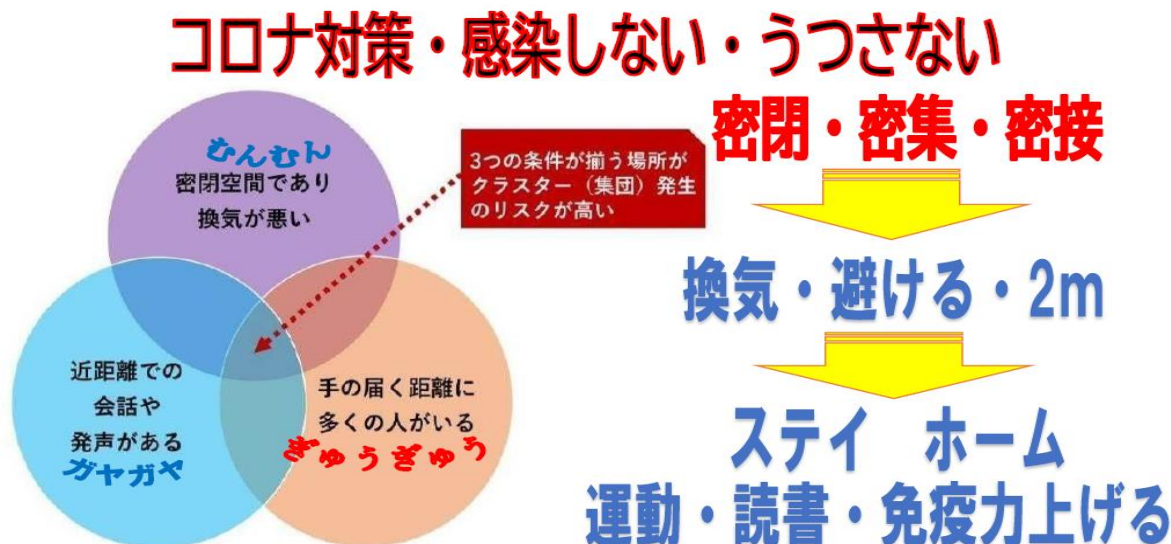 コロナ対策・感染しない・うつさない
むんむん
密閉空間であり
換気が悪い
3つの条件が揃う場所が
クラスター（集団）発生
のリスクが高い
近距離での
会話や
発声がある
ガヤガヤ
手の届く距離に
多くの人がいる
ぎゅうぎゅう
密閉・密集・密接
換気・避ける・2m
ステイ　ホーム
運動・読書・免疫力上げる